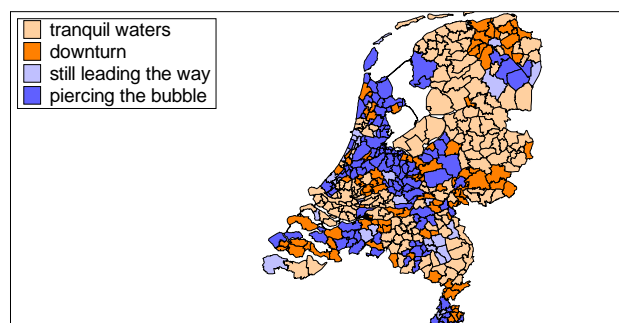 tranquil waters
downturn
still leading the way
piercing the bubble